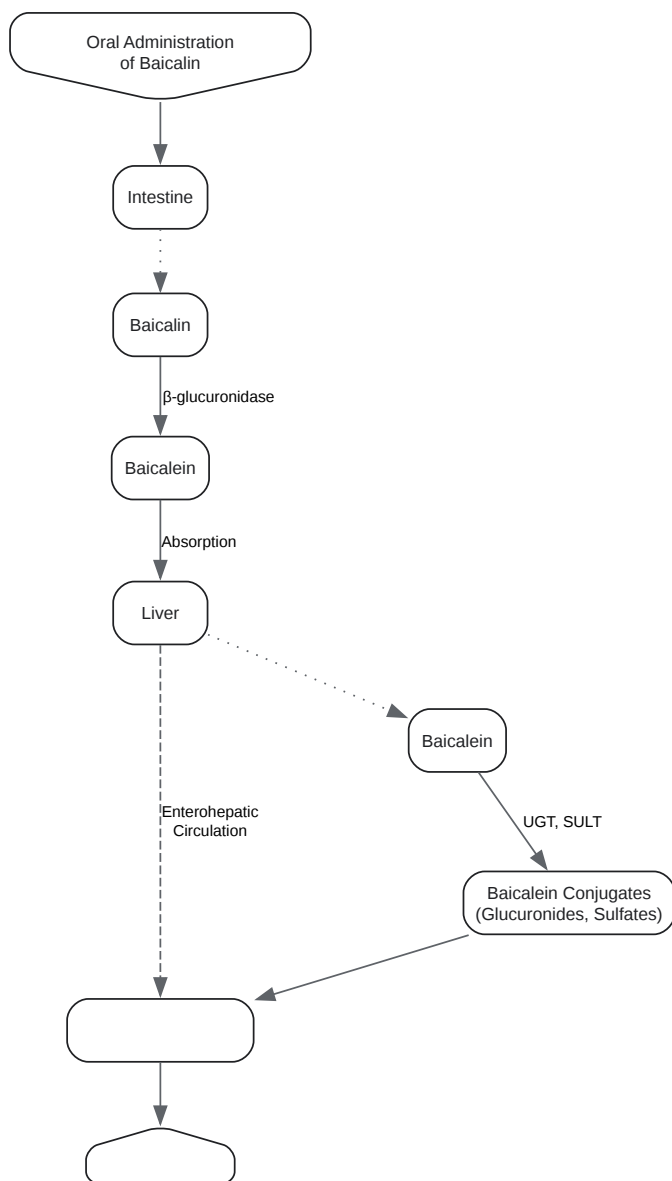 Oral Administration
of Baicalin
Intestine
Baicalin
β-glucuronidase
Baicalein
Absorption
Liver
Baicalein
Enterohepatic
Circulation
UGT, SULT
Baicalein Conjugates
(Glucuronides, Sulfates)